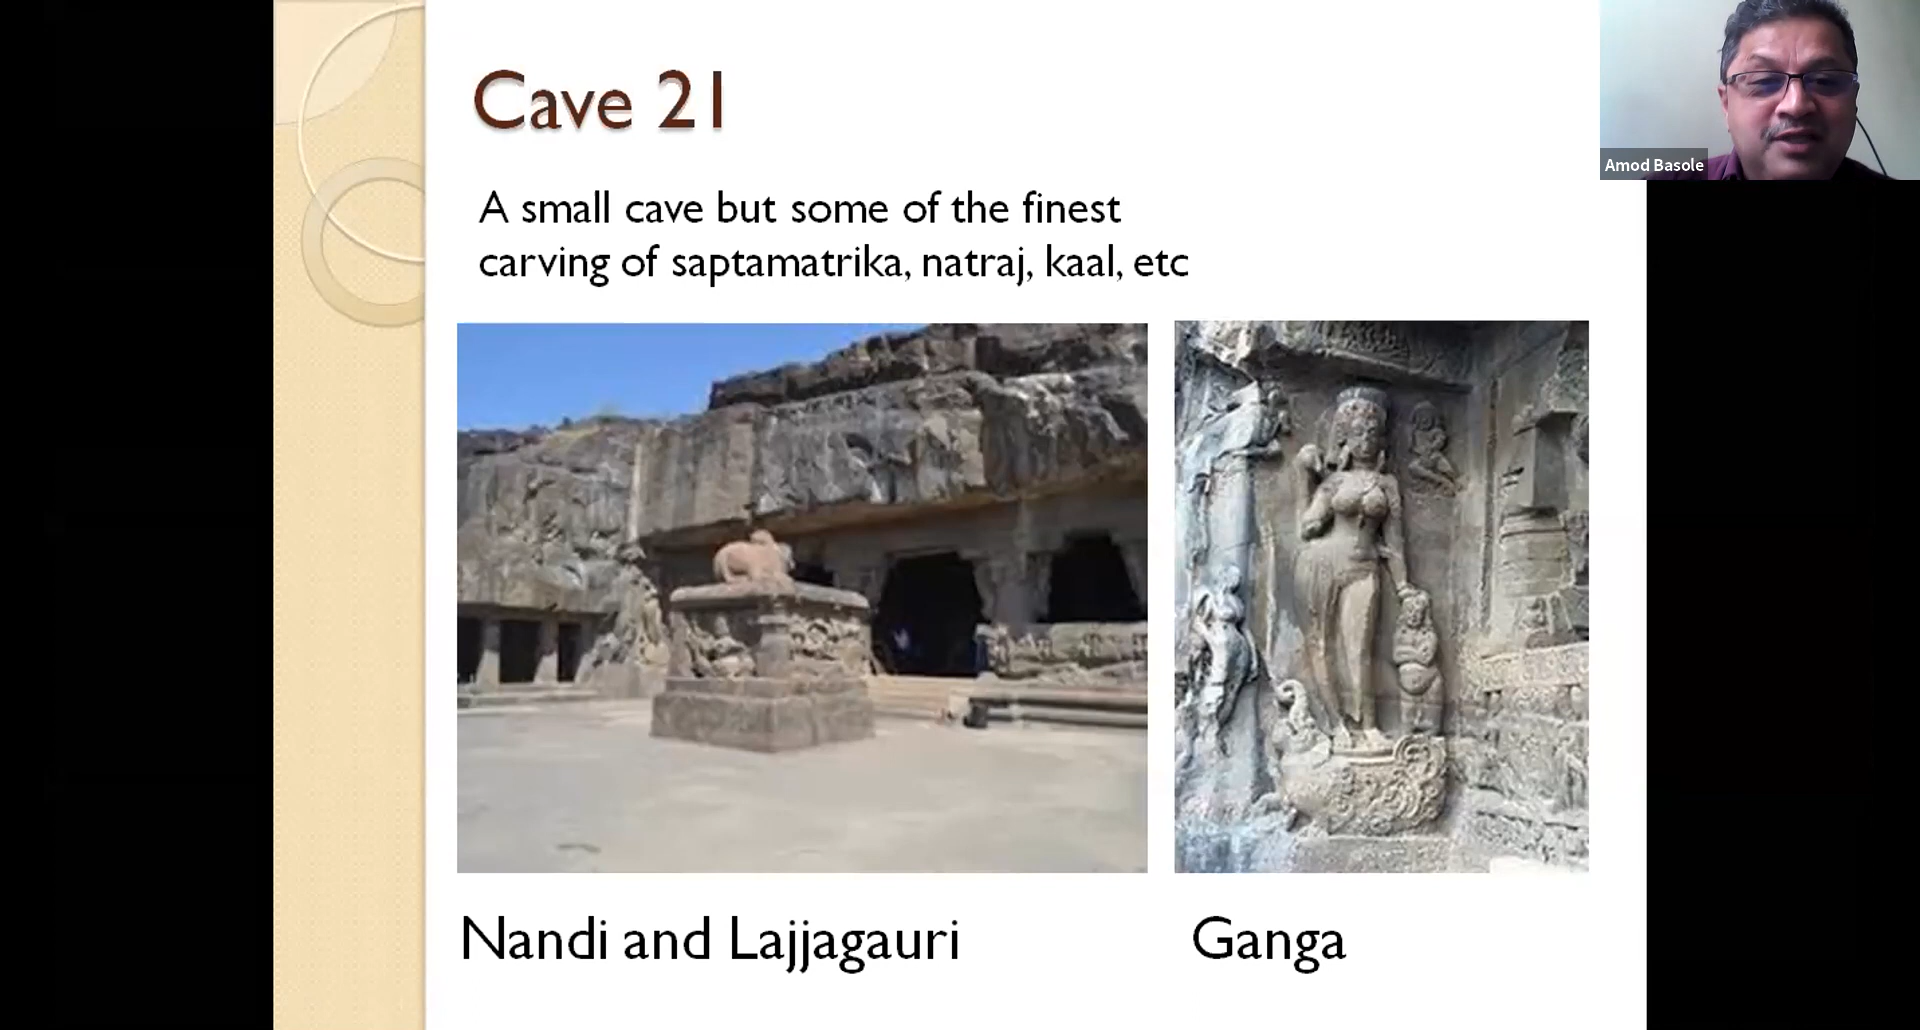 Cave 21
A small cave but some of the finest
carving of saptamatrika, natraj, kaal, etc
Amod Basole
Nandi and Lajjagauri
Ganga